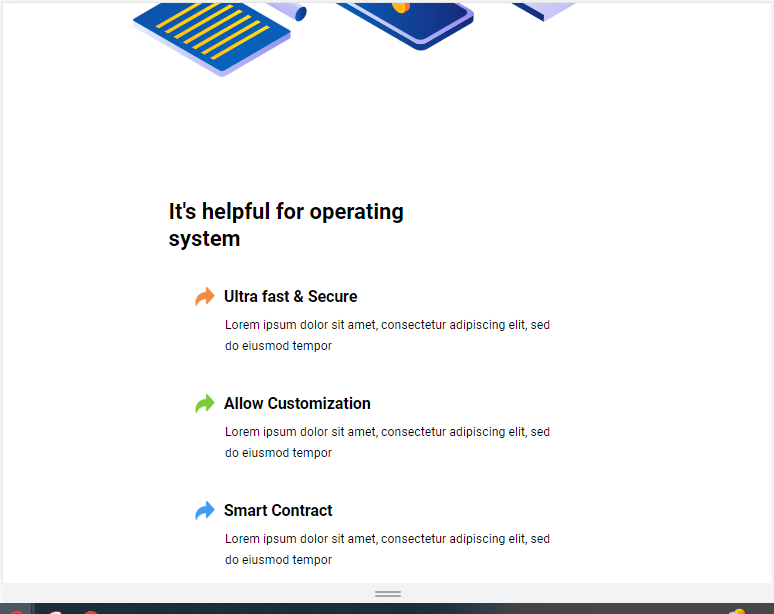 It's helpful for operating
system
Ultra fast & Secure
Lorem ipsum dolor sit amet, consectetur adipiscing elit, sed
do eiusmod tempor
Allow Customization
Lorem ipsum dolor sit amet, consectetur adipiscing elit, sed
do eiusmod tempor
Smart Contract
Lorem ipsum dolor sit amet, consectetur adipiscing elit, sed
do eiusmod tempor